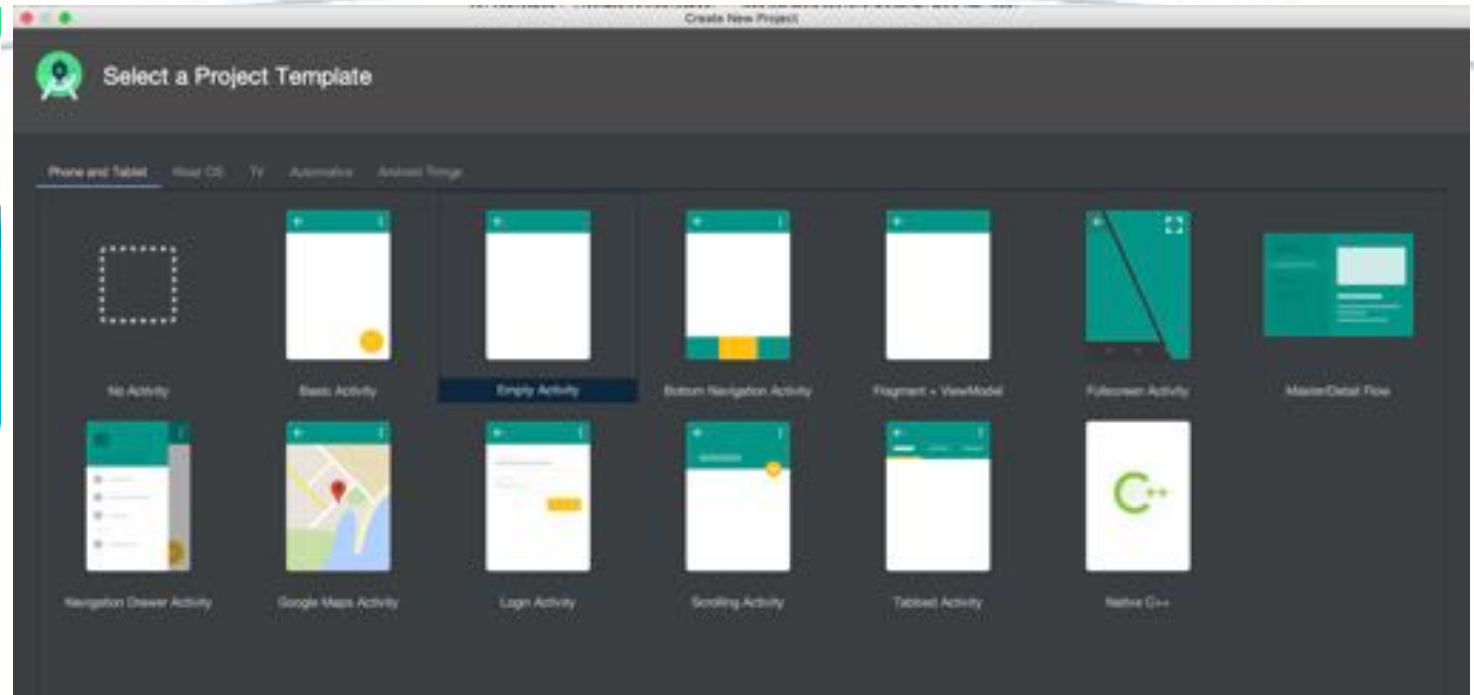 Create New Project
Select a Project Template
Phone and Tablet Wear OS TV Automotive Android Things
No Activity Basic Activity Empty Activity Bottom Navigation Activity Fragment + ViewModel Fullscreen Activity Master/Detail Flow
Navigation Drawer Activity Google Maps Activity Login Activity Scrolling Activity Tabbed Activity Native C++
C++